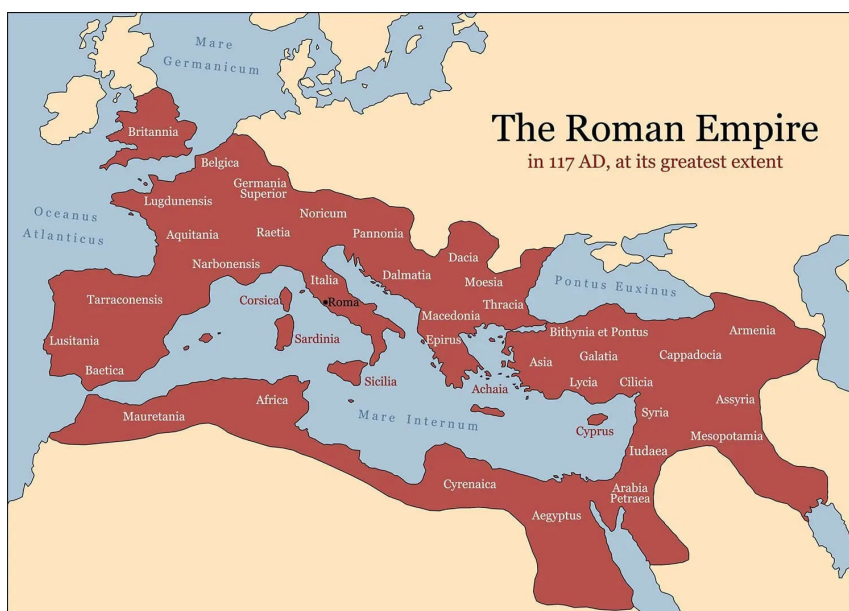 Mare
Germanicum
The Roman Empire
in 117 AD, at its greatest extent
Britannia
Belgica
Germania
Superior
Lugdunensis
Oceanus
Atlanticus
Noricum
Aquitania
Raetia
Pannonia
Narbonensis
Dacia
Italia
Dalmatia
Moesia
Pontus Euxinus
Tarraconensis
Corsica
Roma
Thracia
Macedonia
Bithynia et Pontus
Armenia
Lusitania
Sardinia
Epirus
Asia
Galatia
Cappadocia
Baetica
Sicilia
Achaia
Lycia
Cilicia
Mauretania
Africa
Mare Internum
Syria
Assyria
Cyprus
Mesopotamia
Iudaea
Cyrenaica
Arabia
Petraea
Aegyptus